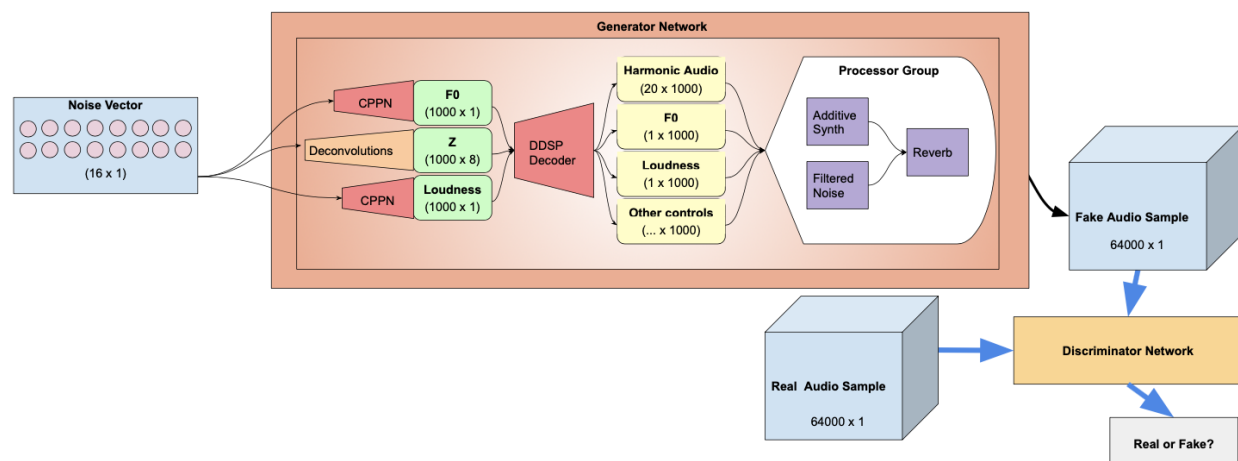 Generator Network
Noise Vector
(16 x 1)
CPPN
F0
(1000 x 1)
Deconvolutions
Z
(1000 x 8)
CPPN
Loudness
(1000 x 1)
DDSP
Decoder
Harmonic Audio
(20 x 1000)
F0
(1 x 1000)
Loudness
(1 x 1000)
Other controls
(... x 1000)
Processor Group
Additive
Synth
Filtered
Noise
Reverb
Fake Audio Sample
64000 x 1
Real Audio Sample
64000 x 1
Discriminator Network
Real or Fake?